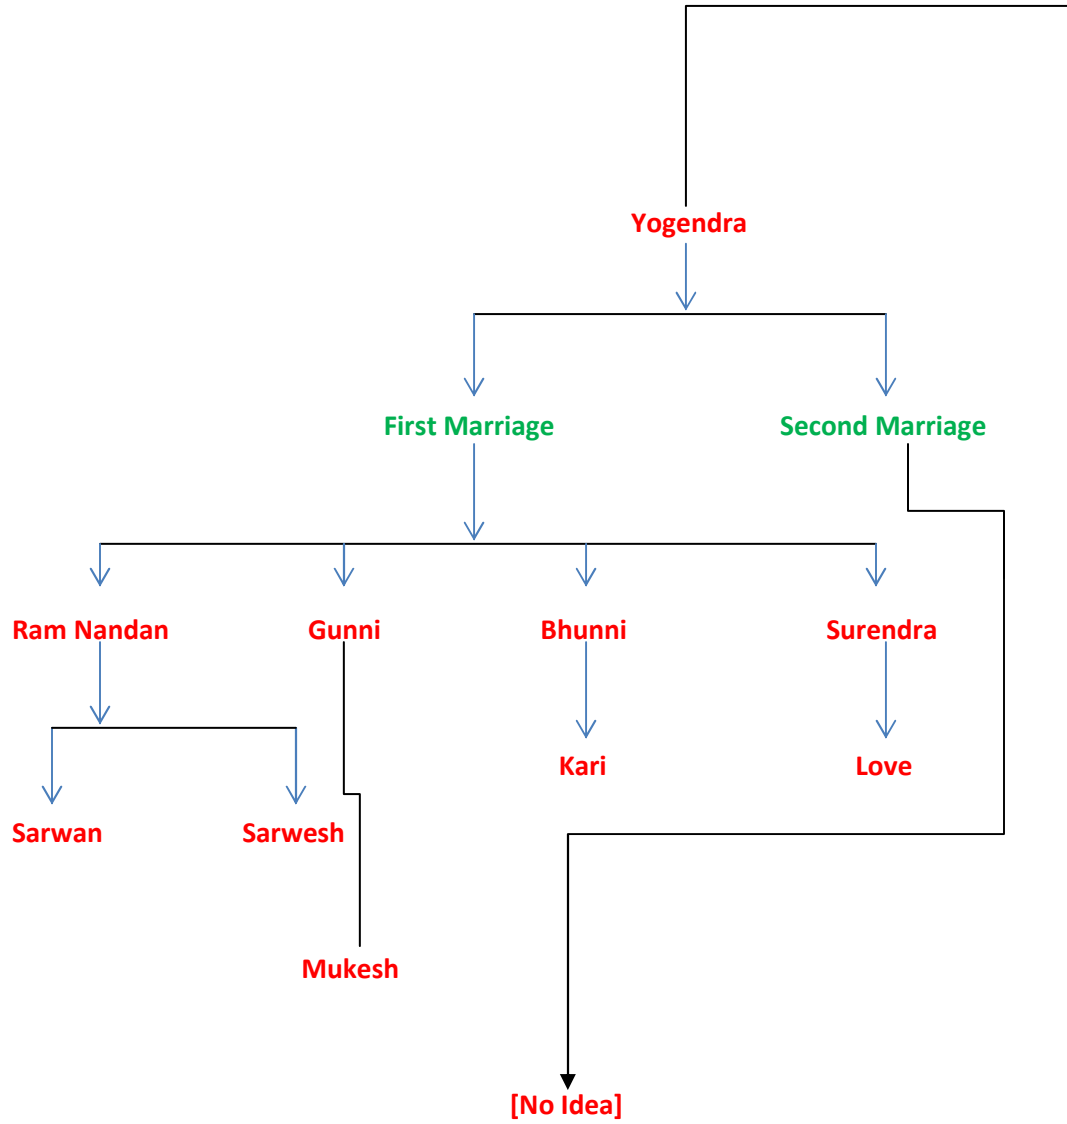 Yogendra
First Marriage Second Marriage
Ram Nandan Gunni Bhunni Surendra
Kari Love
Sarwan Sarwesh
Mukesh
[No Idea]